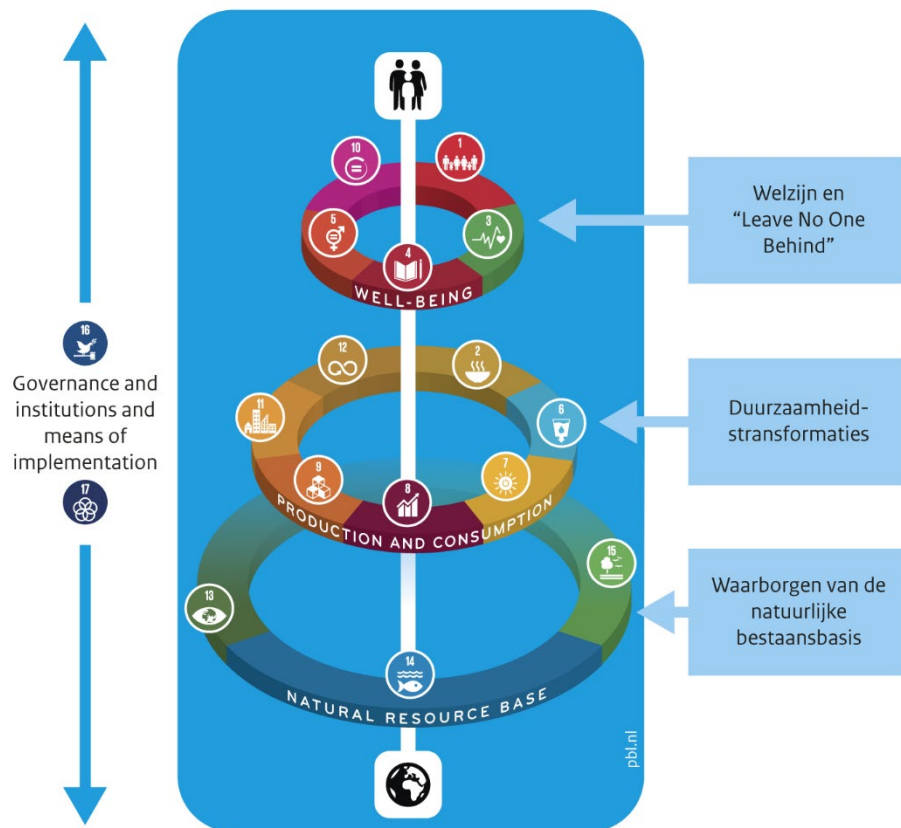 10
1
5
3
4
WELL-BEING
Welzijn en
“Leave No One
Behind”
16
Governance and
institutions and
means of
implementation
17
12
2
11
6
9
7
8
PRODUCTION AND CONSUMPTION
Duurzaamheid-
stransformaties
15
13
14
NATURAL RESOURCE BASE
Waarborgen van de
natuurlijke
bestaansbasis
pbl.nl